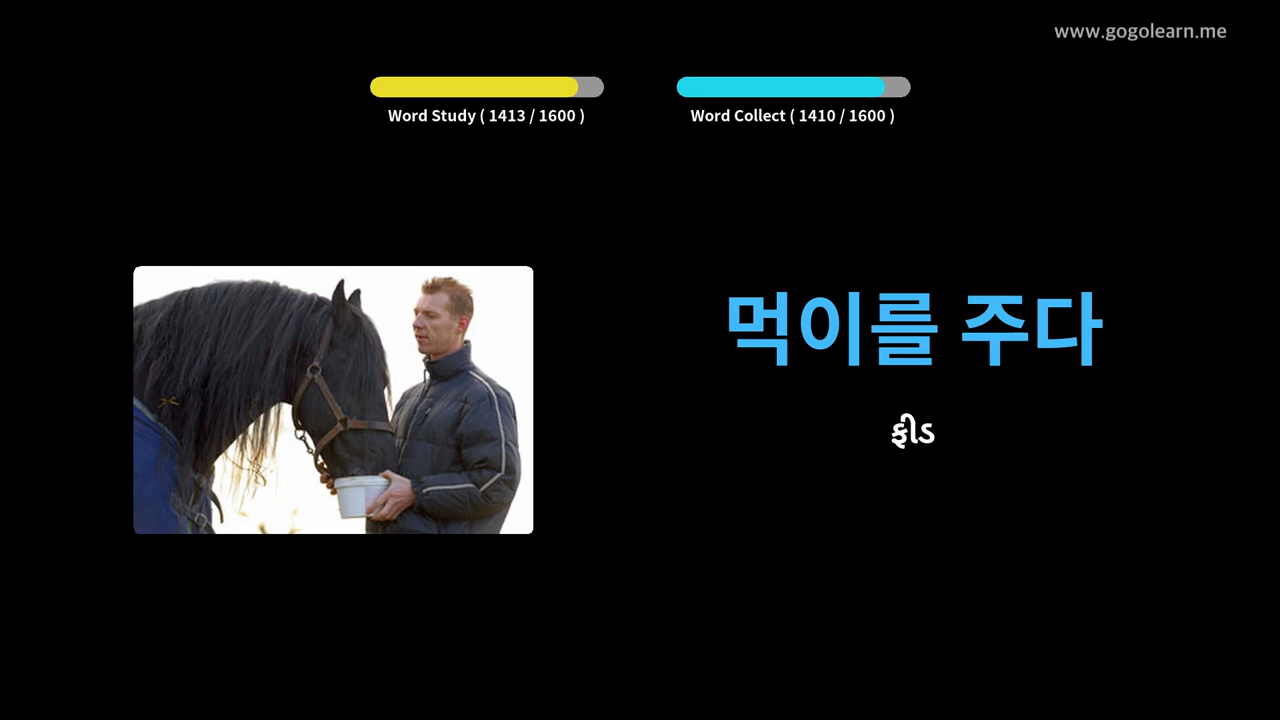 www.gogolearn.me
Word Study ( 1413 / 1600 )
Word Collect ( 1410 / 1600 )
먹이를 주다
ફીડ